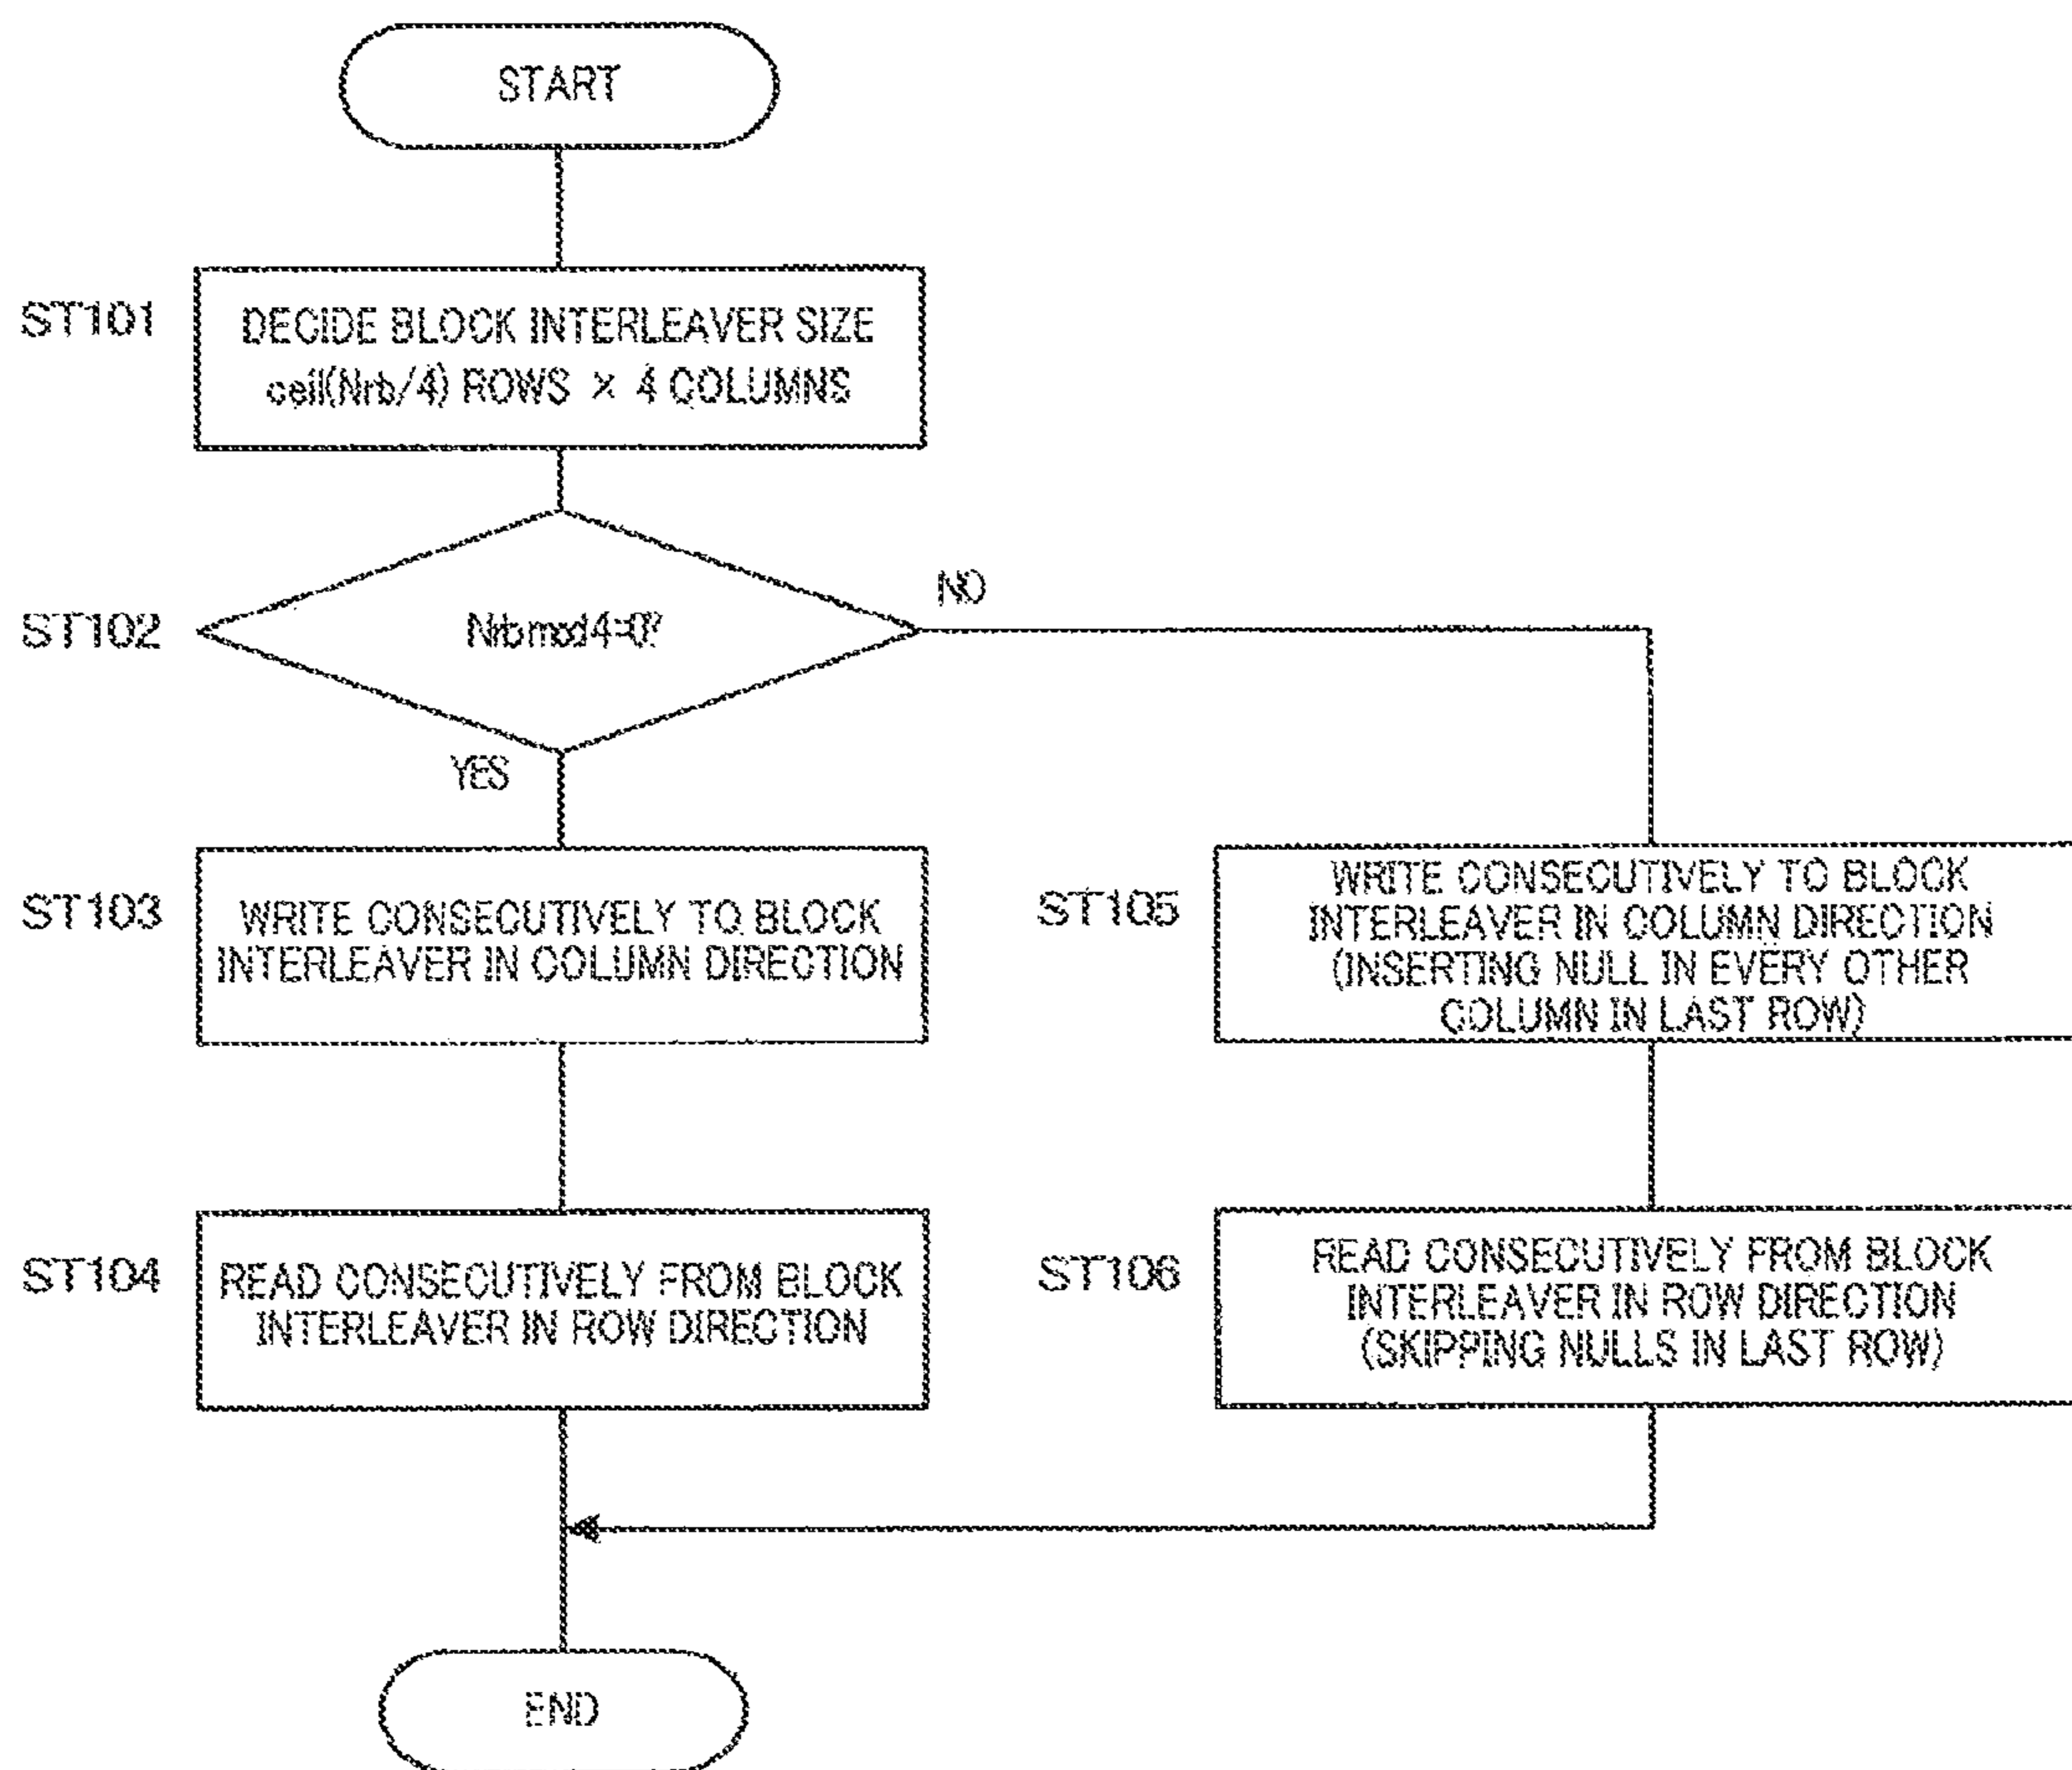 START
ST101
DECIDE BLOCK INTERLEAVER SIZE
ceil(Nrb/4) ROWS × 4 COLUMNS
ST102
Nrb mod 4=0?
NO
YES
ST103
WRITE CONSECUTIVELY TO BLOCK
INTERLEAVER IN COLUMN DIRECTION
ST105
WRITE CONSECUTIVELY TO BLOCK
INTERLEAVER IN COLUMN DIRECTION
(INSERTING NULL IN EVERY OTHER
COLUMN IN LAST ROW)
ST104
READ CONSECUTIVELY FROM BLOCK
INTERLEAVER IN ROW DIRECTION
ST106
READ CONSECUTIVELY FROM BLOCK
INTERLEAVER IN ROW DIRECTION
(SKIPPING NULLS IN LAST ROW)
END